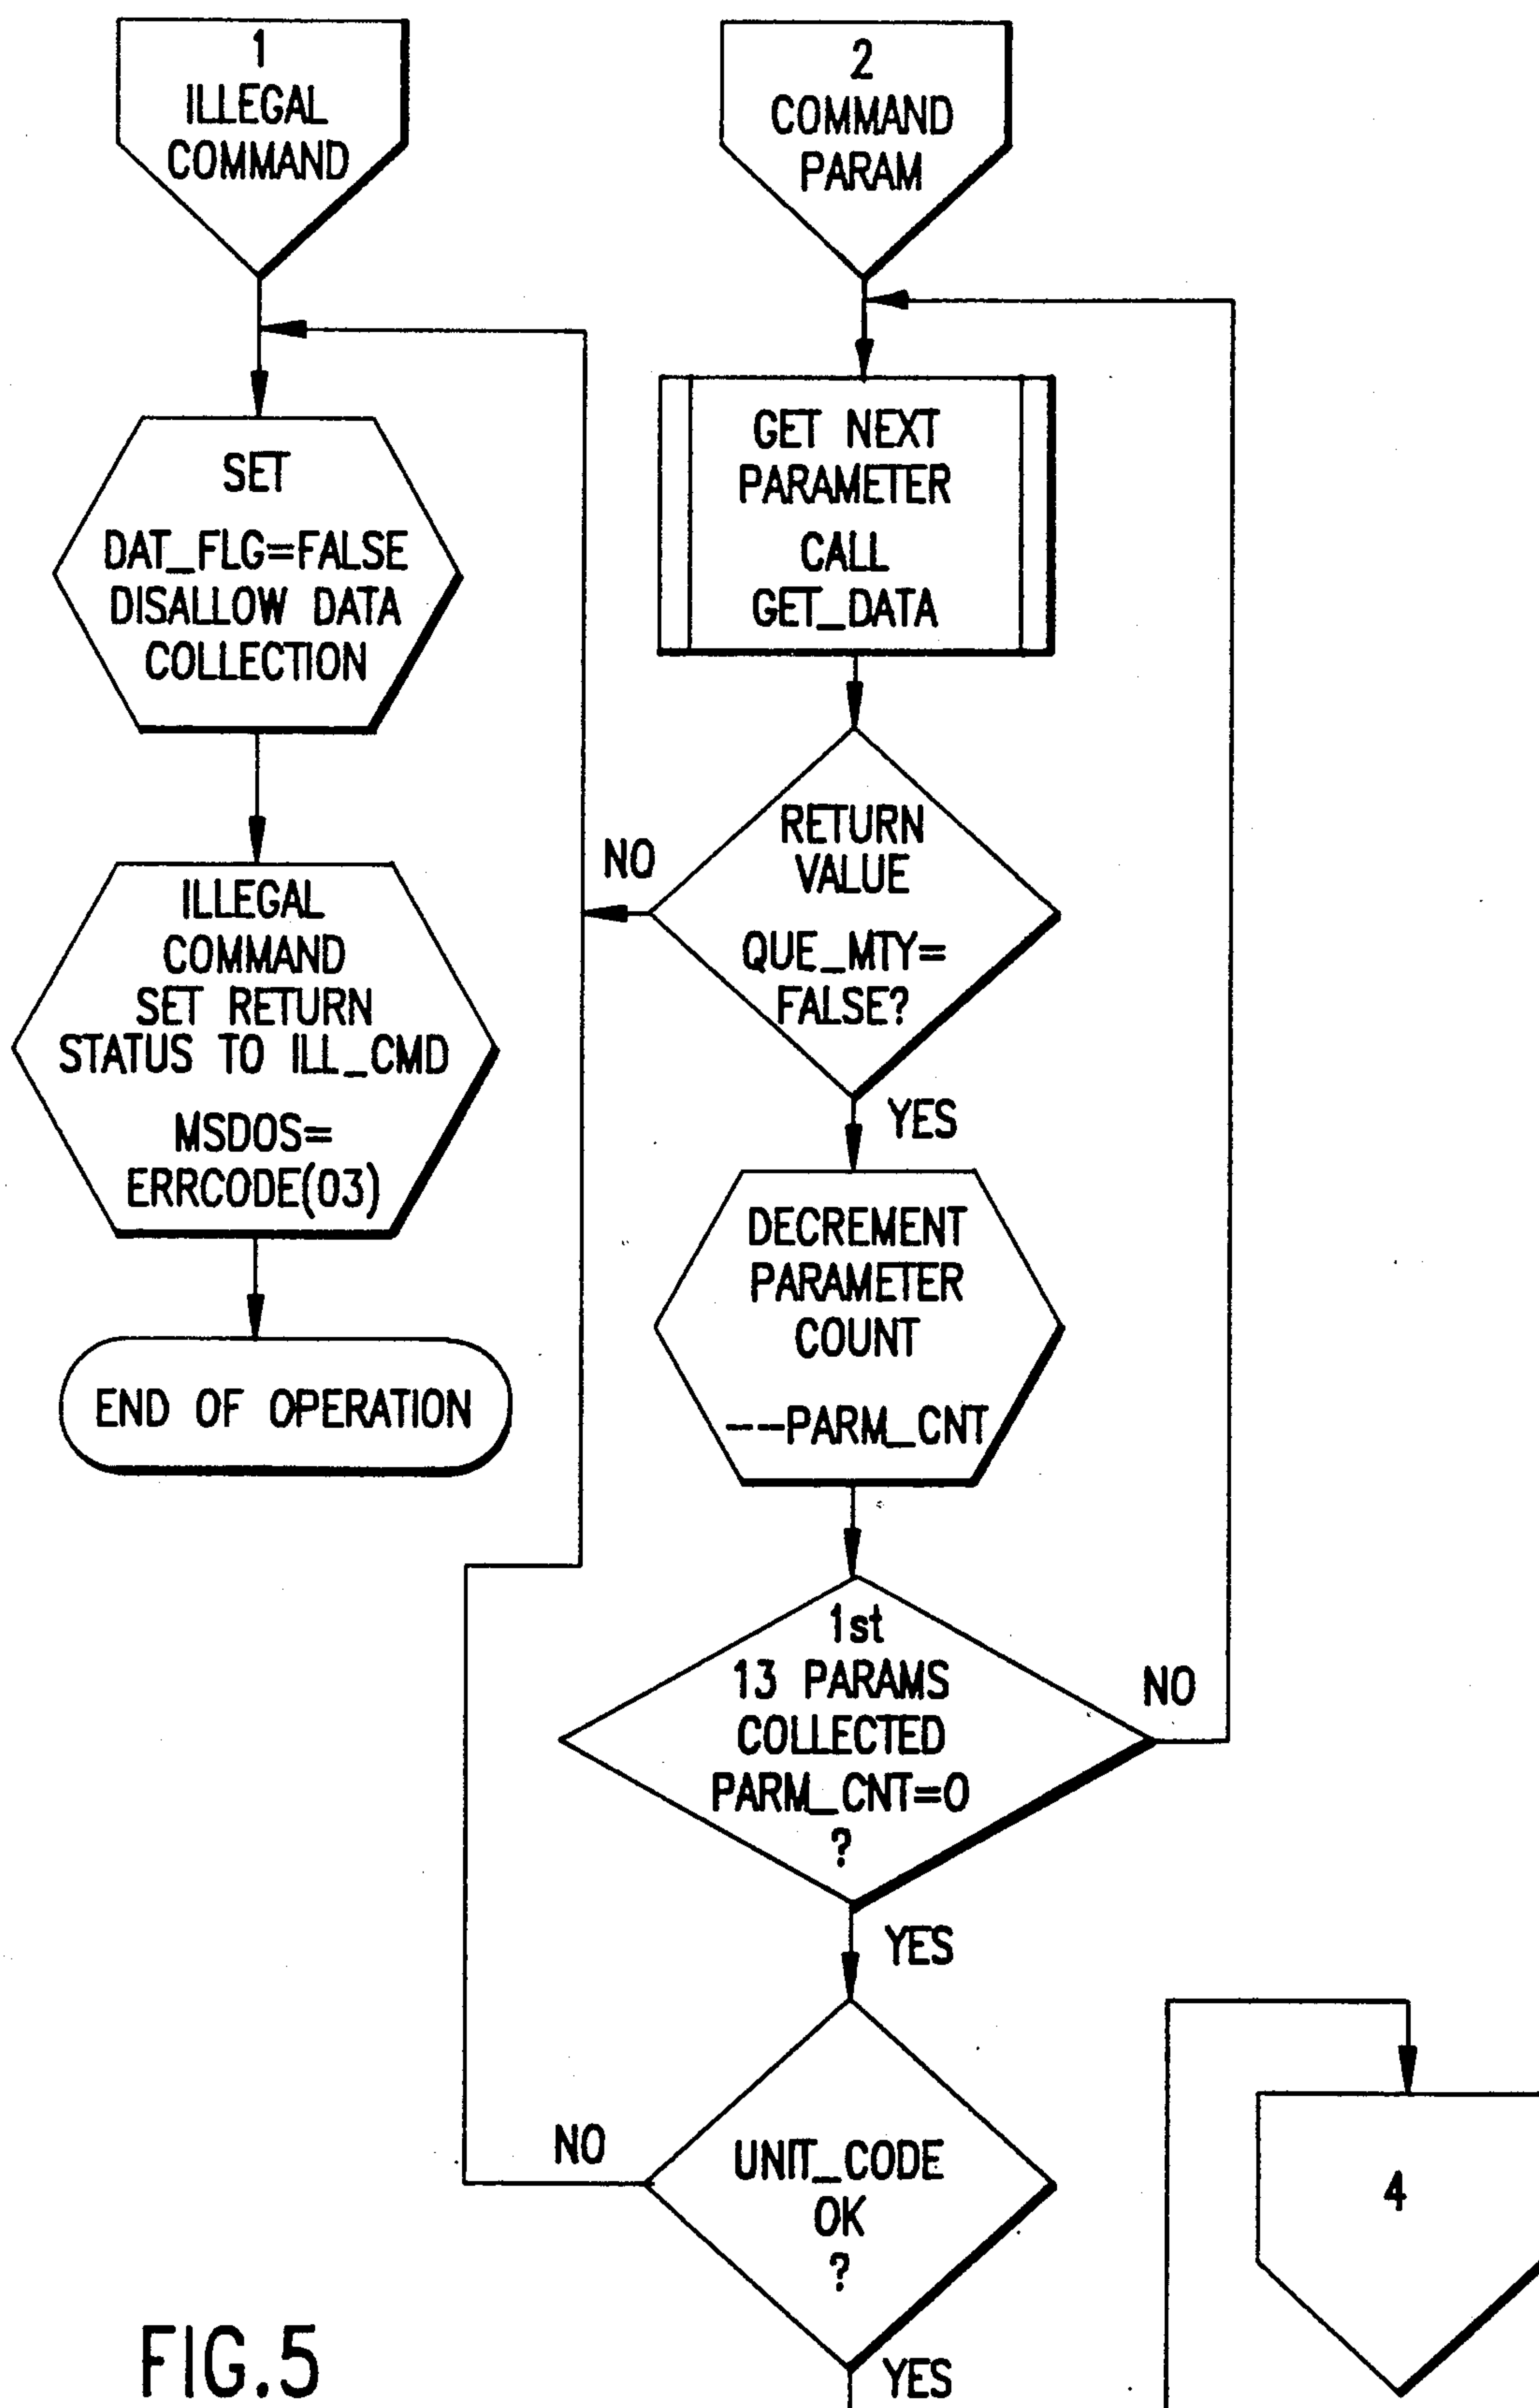 1
ILLEGAL
COMMAND
SET
DAT_FLG=FALSE
DISALLOW DATA
COLLECTION
ILLEGAL
COMMAND
SET RETURN
STATUS TO ILL_CMD
MSDOS=
ERRCODE(03)
END OF OPERATION
2
COMMAND
PARAM
GET NEXT
PARAMETER
CALL
GET_DATA
RETURN
VALUE
QUE_MTY=
FALSE?
NO
YES
DECREMENT
PARAMETER
COUNT
---PARM_CNT
1st
13 PARAMS
COLLECTED
PARM_CNT=0
?
NO
YES
UNIT_CODE
OK
?
NO
YES
4
FIG.5